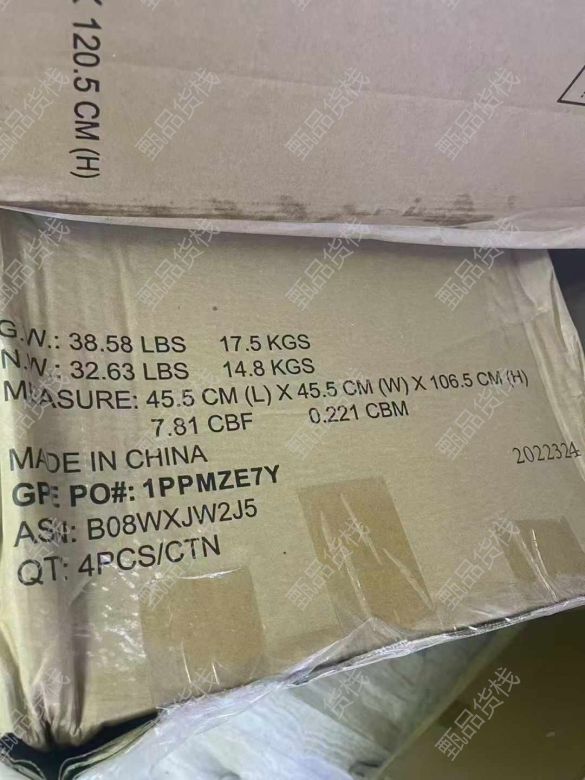 X 120.5 CM (H)
G.W.: 38.58 LBS 17.5 KGS
N.W.: 32.63 LBS 14.8 KGS
MEASURE: 45.5 CM (L) X 45.5 CM (W) X 106.5 CM (H)
7.81 CBF 0.221 CBM
MADE IN CHINA
2022324
PO#: 1PPMZE7Y
B08WXJW2J5
QT: 4PCS/CTN
甄品货栈